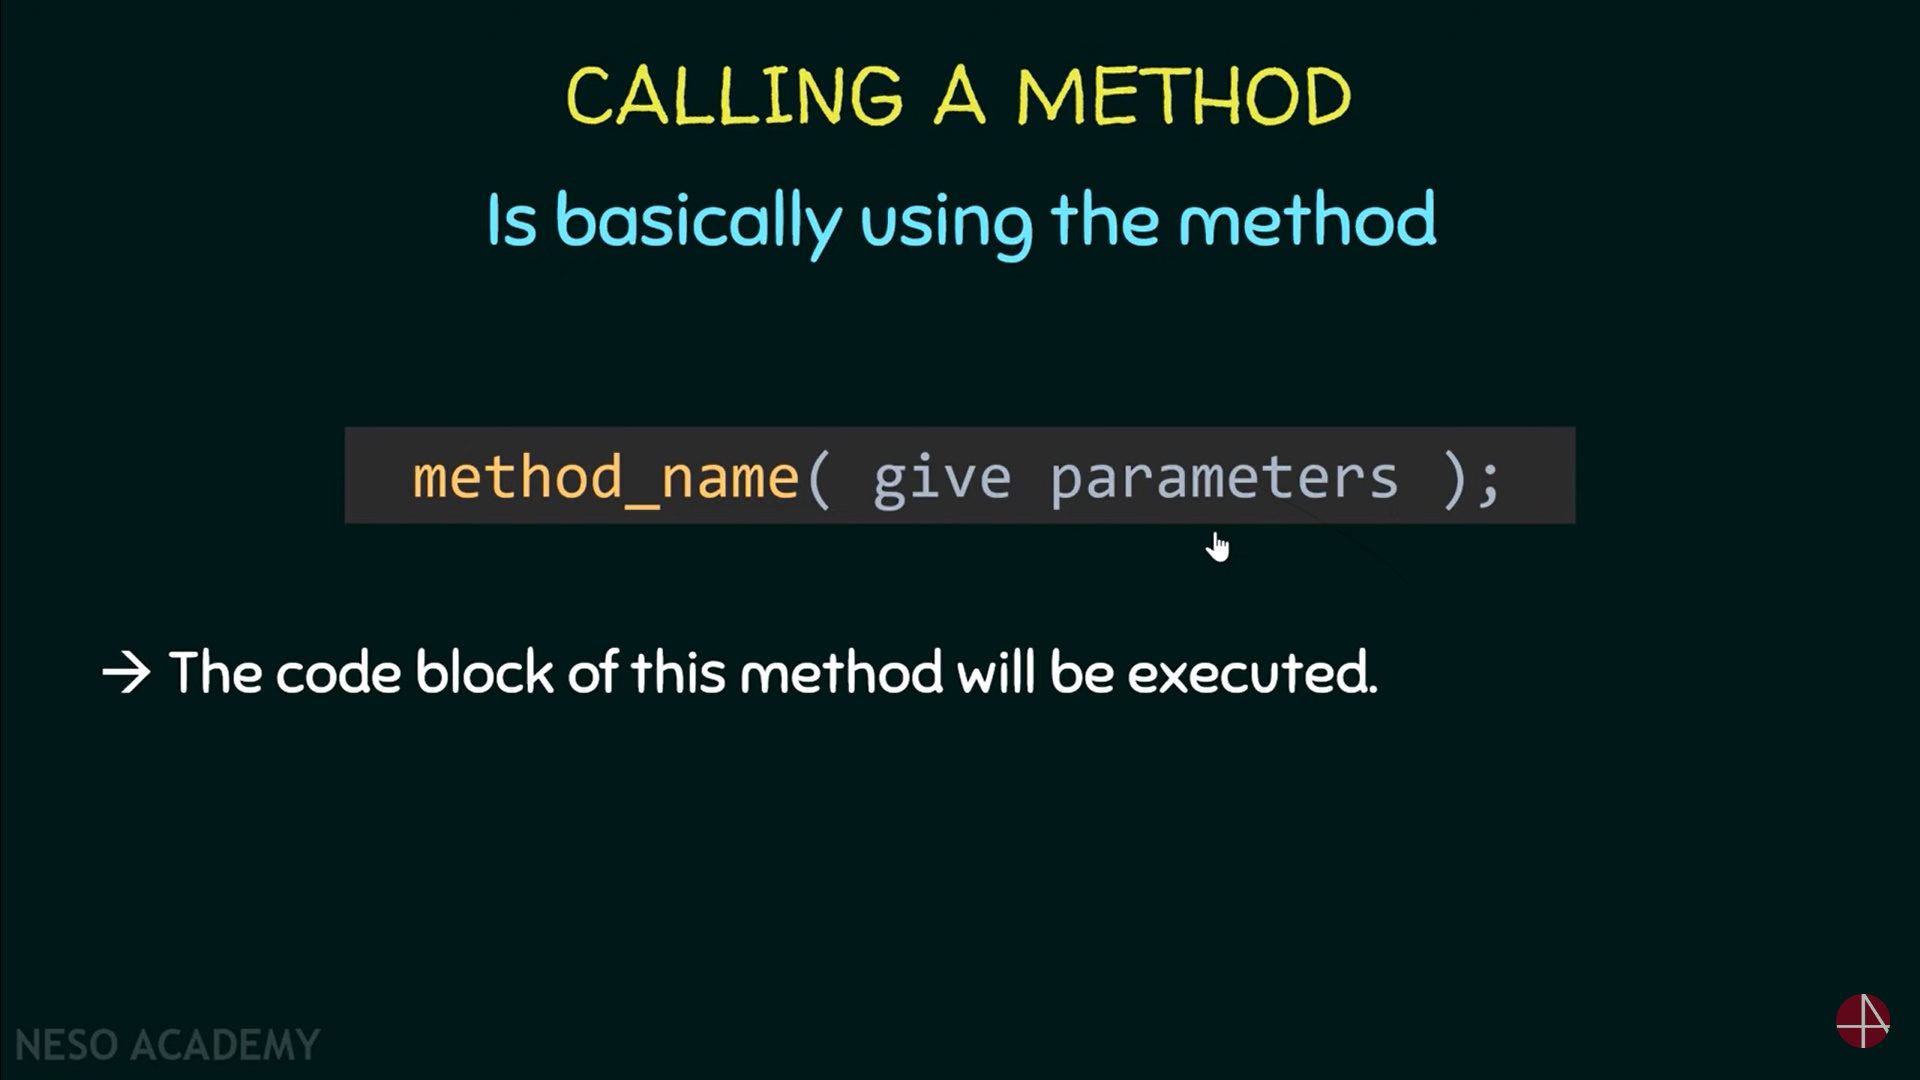 CALLING A METHOD
Is basically using the method
method_name( give parameters );
→ The code block of this method will be executed.
NESO ACADEMY